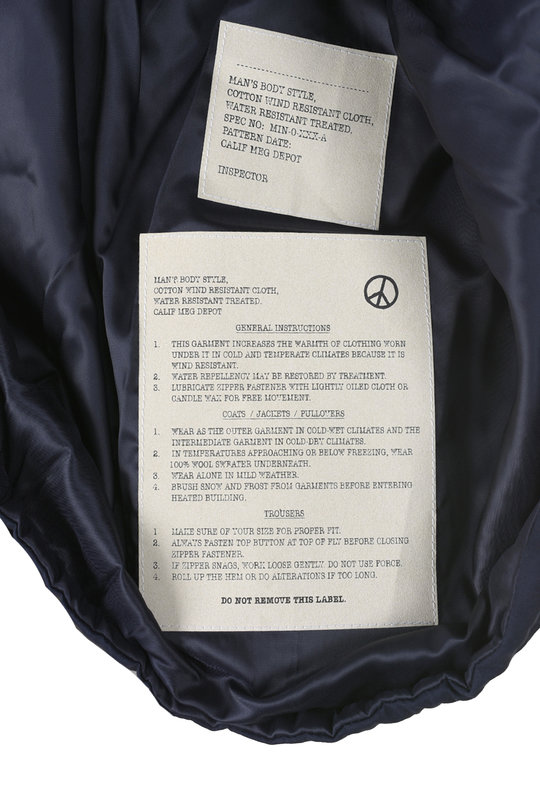 MAN'S BODY STYLE,
COTTON WIND RESISTANT CLOTH,
WATER RESISTANT TREATED.
SPEC NO: MIN-0-XXX-A
PATTERN DATE:
CALIF MEG DEPOT
INSPECTOR
MAN'S BODY STYLE,
COTTON WIND RESISTANT CLOTH,
WATER RESISTANT TREATED.
CALIF MEG DEPOT
GENERAL INSTRUCTIONS
1. THIS GARMENT INCREASES THE WARMTH OF CLOTHING WORN
UNDER IT IN COLD AND TEMPERATE CLIMATES BECAUSE IT IS
WIND RESISTANT.
2. WATER REPELLENCY MAY BE RESTORED BY TREATMENT.
3. LUBRICATE ZIPPER FASTENER WITH LIGHTLY OILED CLOTH OR
CANDLE WAX FOR FREE MOVEMENT.
COATS / JACKETS / PULLOVERS
1. WEAR AS THE OUTER GARMENT IN COLD-WET CLIMATES AND THE
INTERMEDIATE GARMENT IN COLD-DRY CLIMATES.
2. IN TEMPERATURES APPROACHING OR BELOW FREEZING, WEAR
100% WOOL SWEATER UNDERNEATH.
3. WEAR ALONE IN MILD WEATHER.
4. BRUSH SNOW AND FROST FROM GARMENTS BEFORE ENTERING
HEATED BUILDING.
TROUSERS
1 MAKE SURE OF YOUR SIZE FOR PROPER FIT.
2. ALWAYS FASTEN TOP BUTTON AT TOP OF FLY BEFORE CLOSING
ZIPPER FASTENER.
3. IF ZIPPER SNAGS, WORK LOOSE GENTLY. DO NOT USE FORCE.
4. ROLL UP THE HEM OR DO ALTERATIONS IF TOO LONG.
DO NOT REMOVE THIS LABEL.